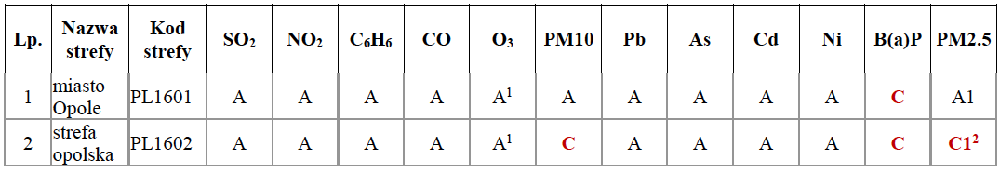 Lp. Nazwa strefy Kod strefy SO₂ NO₂ C₆H₆ CO O₃ PM10 Pb As Cd Ni B(a)P PM2.5
1 miasto Opole PL1601 A A A A A¹ A A A A A C A1
2 strefa opolska PL1602 A A A A A¹ C A A A A C C1²